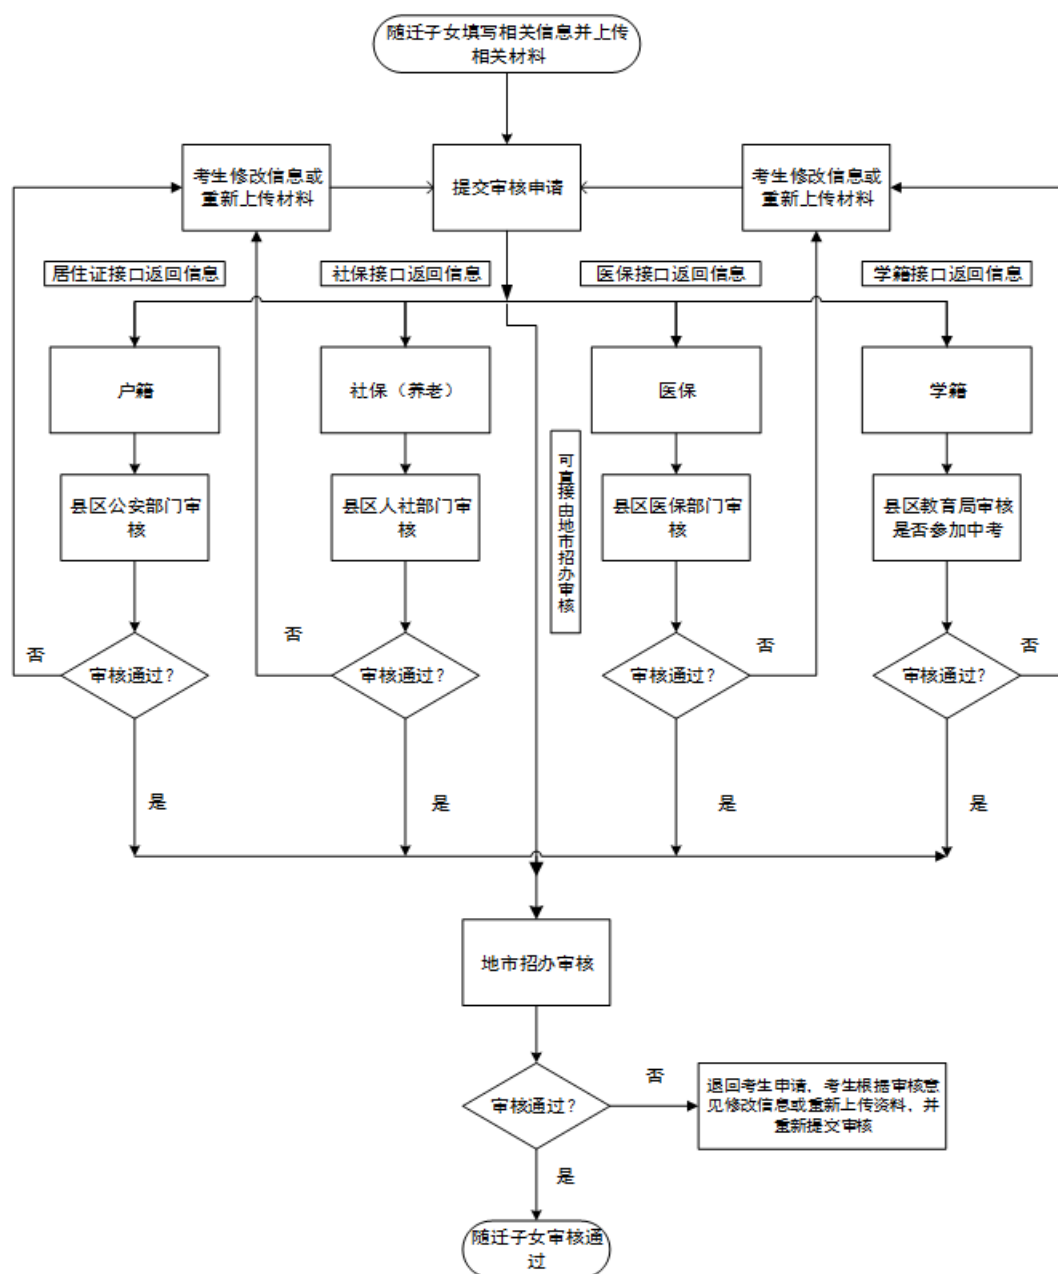 随迁子女填写相关信息并上传
相关材料
考生修改信息或
重新上传材料
提交审核申请
考生修改信息或
重新上传材料
居住证接口返回信息
社保接口返回信息
医保接口返回信息
学籍接口返回信息
户籍
社保（养老）
医保
学籍
可直接由地市招办审核
县区公安部门审
核
县区人社部门审
核
县区医保部门审
核
县区教育局审核
是否参加中考
否
审核通过？
否
审核通过？
审核通过？
否
审核通过？
否
是
是
是
是
地市招办审核
审核通过？
否
退回考生申请，考生根据审核意
见修改信息或重新上传资料，并
重新提交审核
是
随迁子女审核通
过